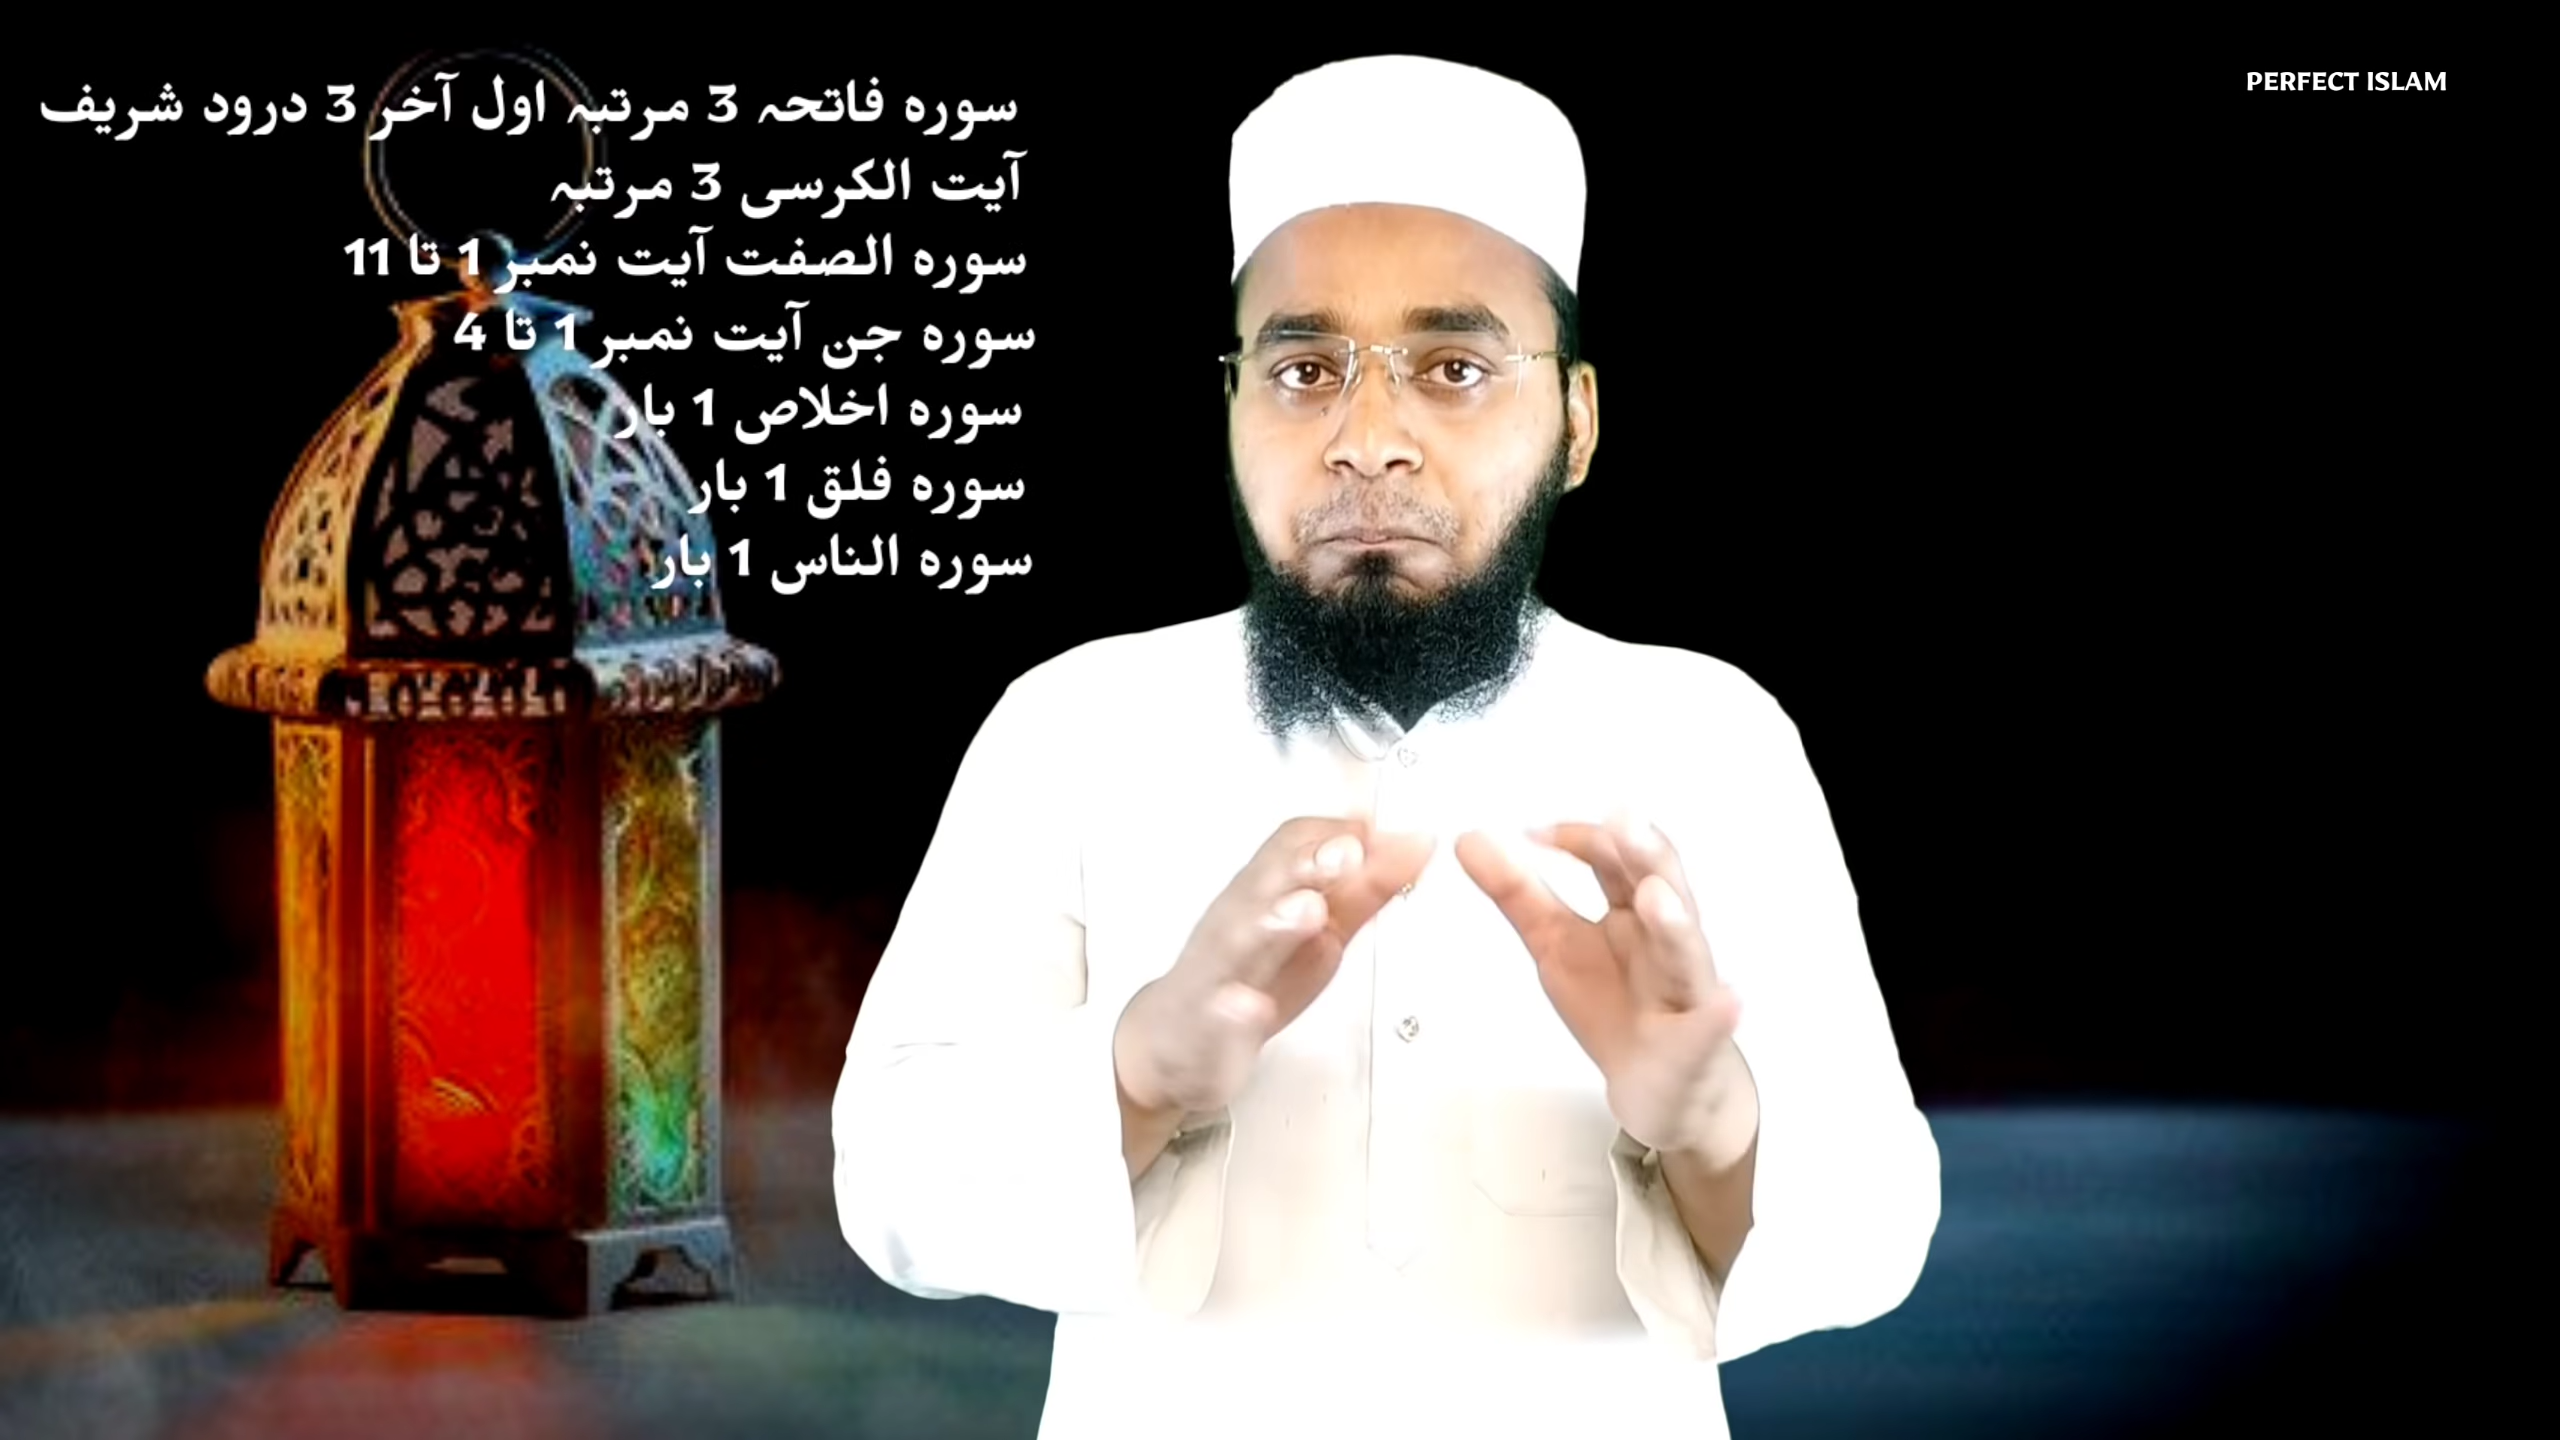 سورہ فاتحہ 3 مرتبہ اول آخر 3 درود شریف
آیت الکرسی 3 مرتبہ
سورہ الصفت آیت نمبر 1 تا 11
سورہ جن آیت نمبر 1 تا 4
سورہ اخلاص 1 بار
سورہ فلق 1 بار
سورہ الناس 1 بار
PERFECT ISLAM